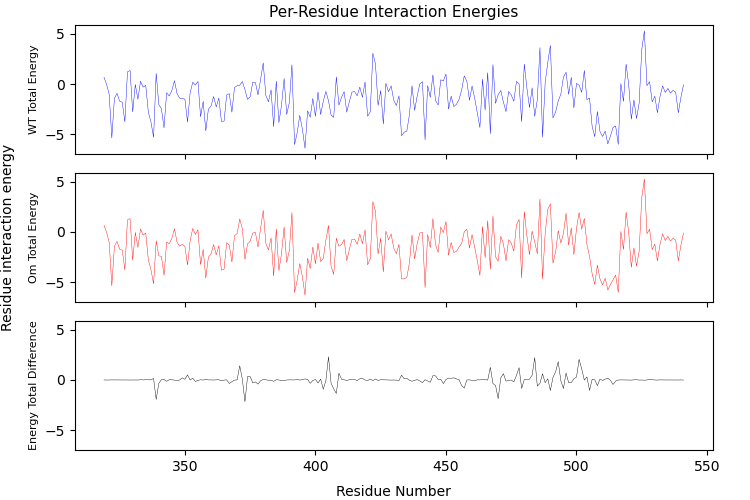 Per-Residue Interaction Energies
Residue interaction energy
WT Total Energy
5
0
−5
Om Total Energy
5
0
−5
Energy Total Difference
5
0
−5
350 400 450 500 550
Residue Number